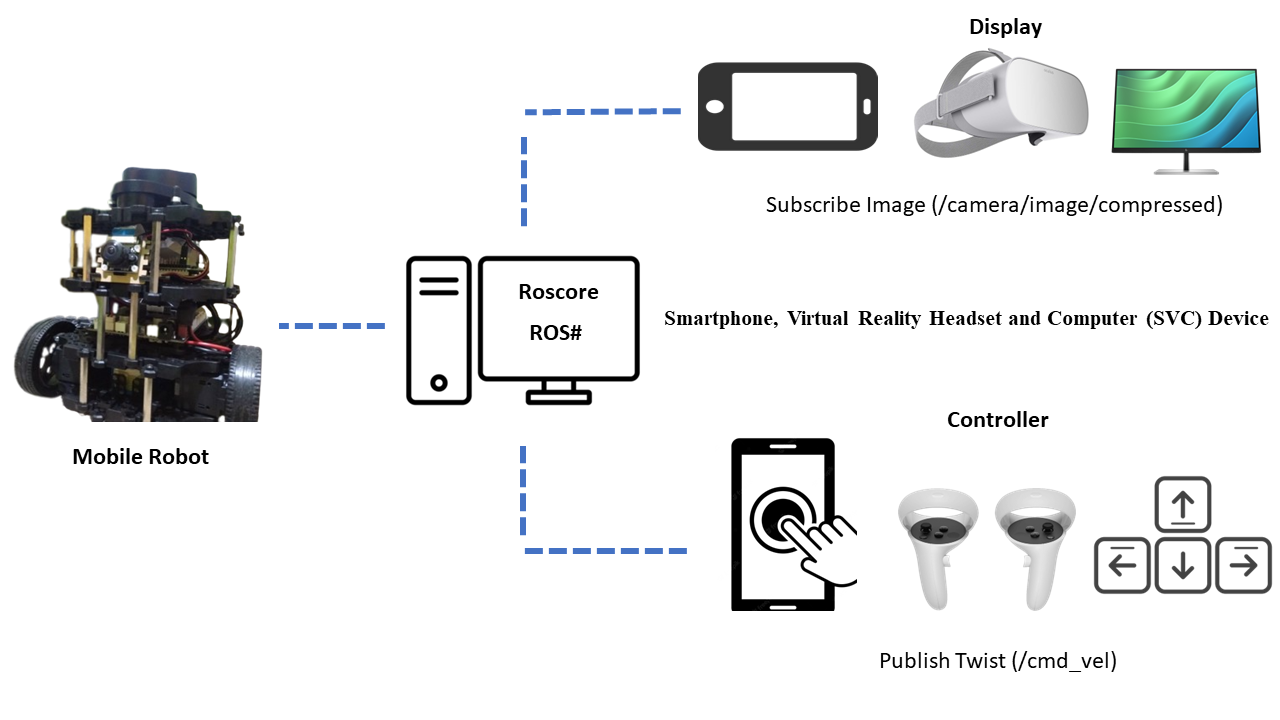 Display
Subscribe Image (/camera/image/compressed)
Roscore
ROS#
Smartphone, Virtual Reality Headset and Computer (SVC) Device
Controller
Mobile Robot
Publish Twist (/cmd_vel)